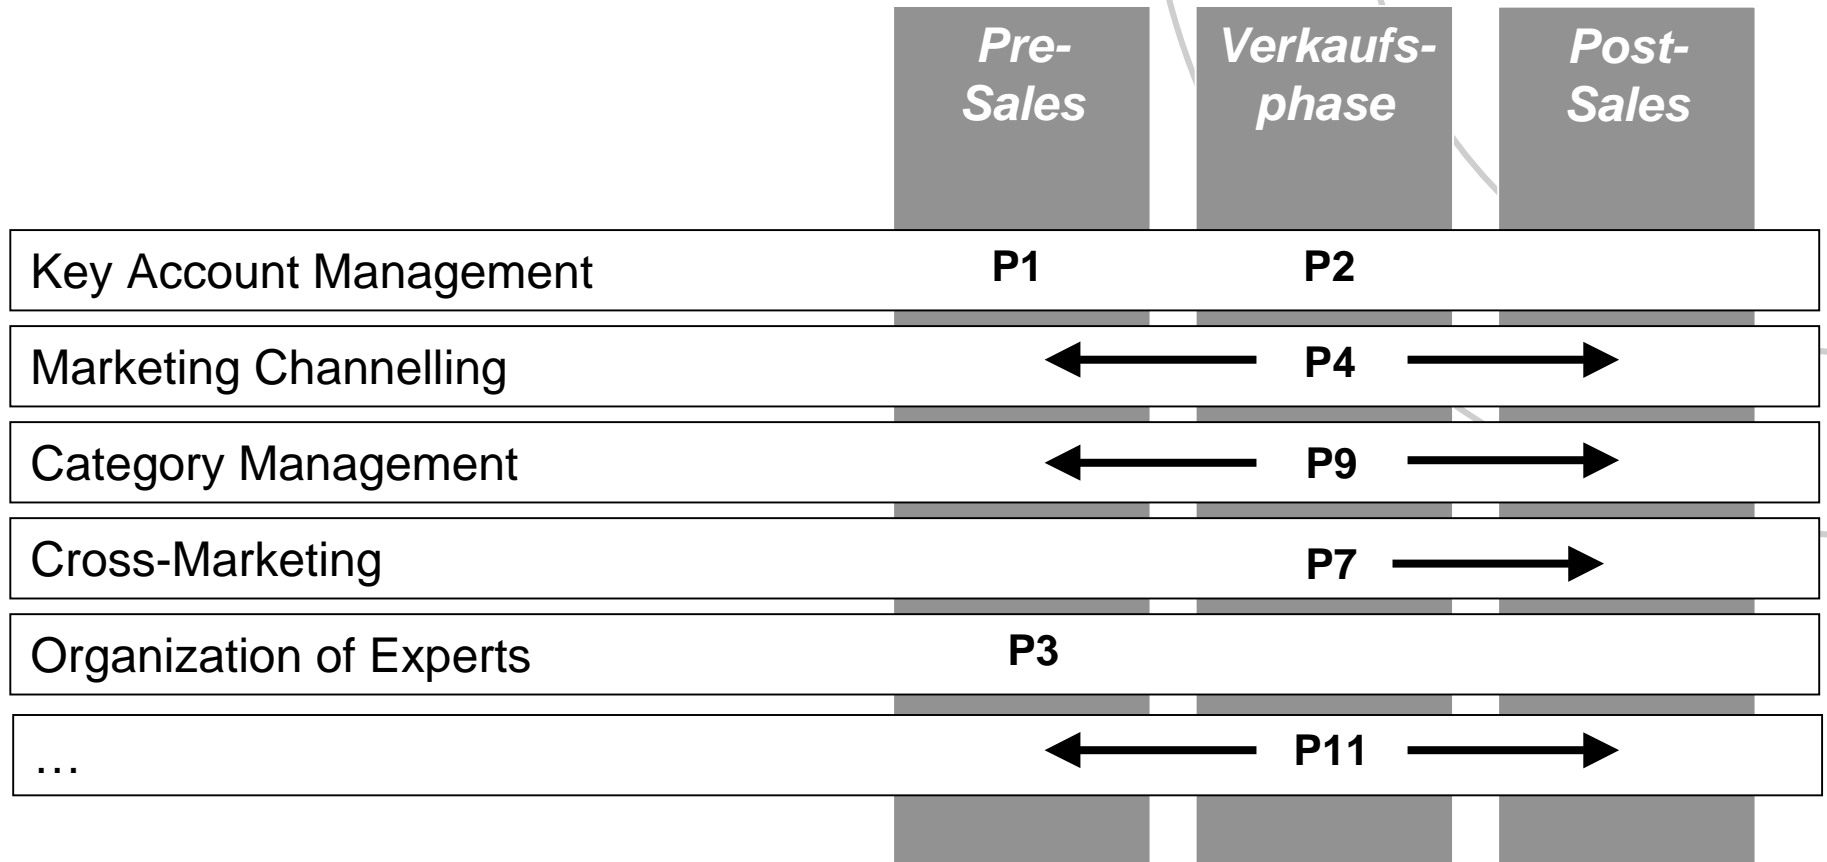 Pre-
Sales
Verkaufs-
phase
Post-
Sales
Key Account Management P1 P2
Marketing Channelling P4
Category Management P9
Cross-Marketing P7
Organization of Experts P3
… P11